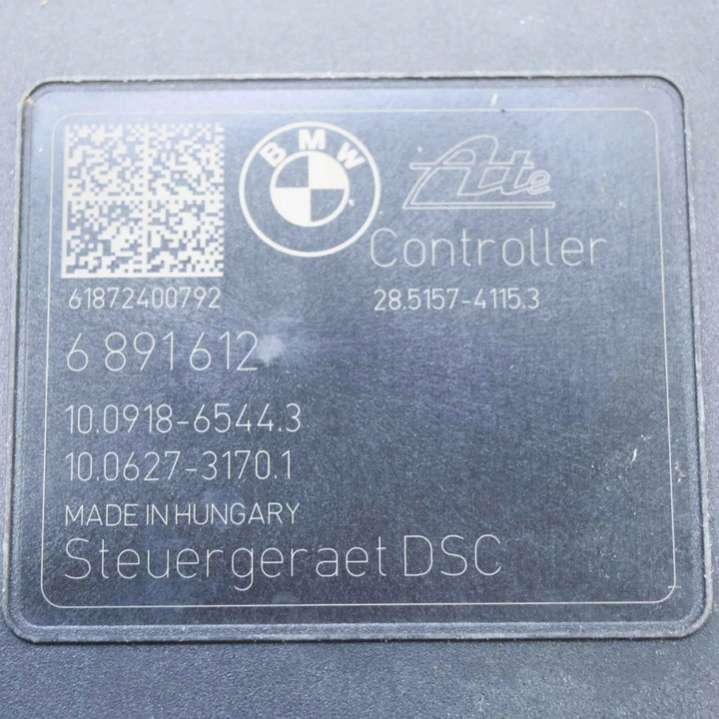 BMW
Ate
Controller
61872400792
28.5157-4115.3
6 891 612
10.0918-6544.3
10.0627-3170.1
MADE IN HUNGARY
Steuergeraet DSC